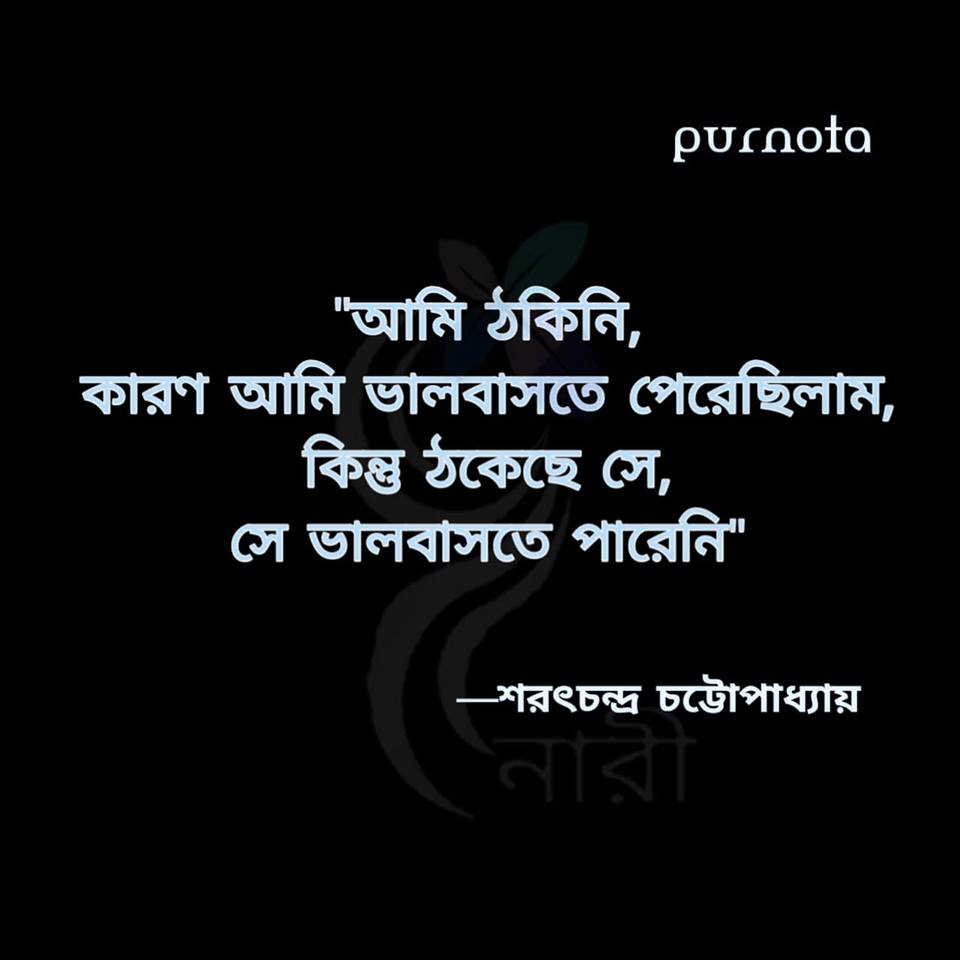 purnota
"আমি ঠকিনি,
কারণ আমি ভালবাসতে পেরেছিলাম,
কিন্তু ঠকেছে সে,
সে ভালবাসতে পারেনি"
—শরৎচন্দ্র চট্টোপাধ্যায়
নারী